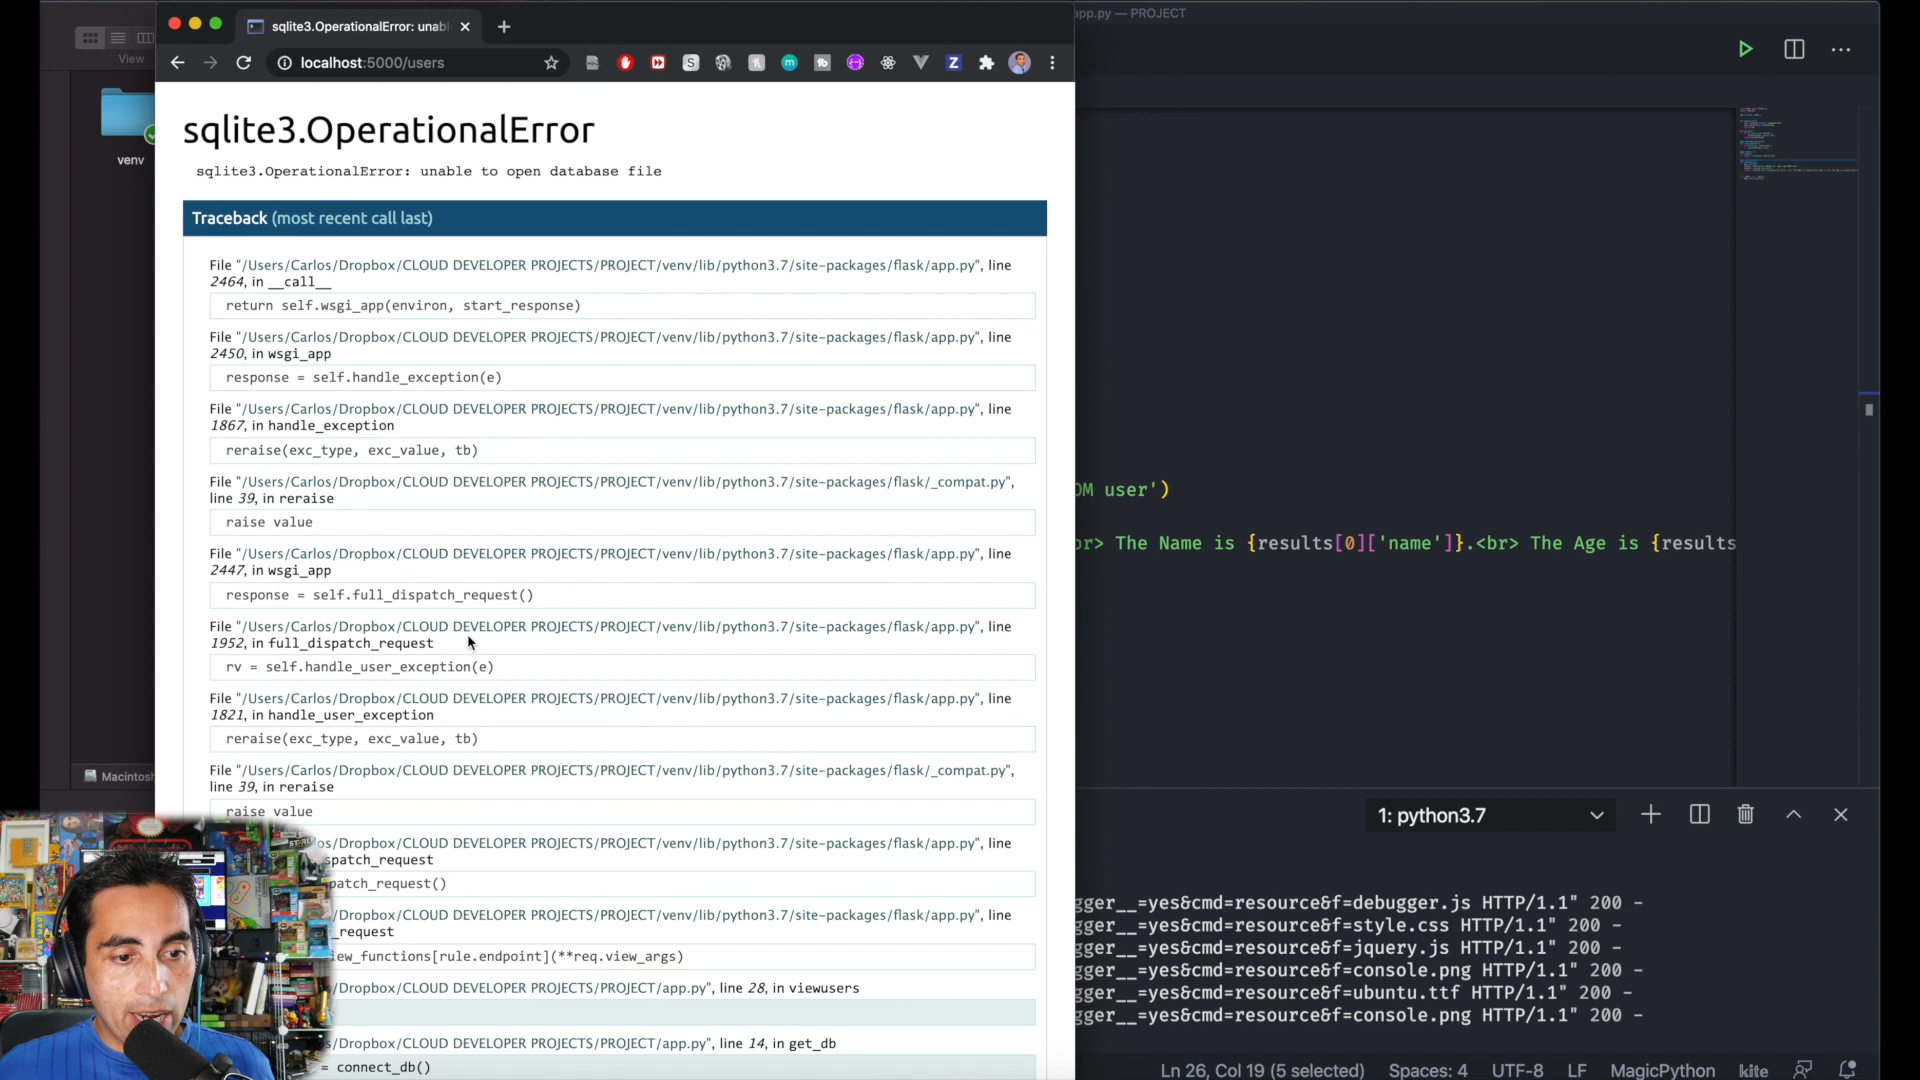 sqlite3.OperationalError: unabl
app.py — PROJECT
View
localhost:5000/users
venv
sqlite3.OperationalError
sqlite3.OperationalError: unable to open database file
Traceback (most recent call last)
File "/Users/Carlos/Dropbox/CLOUD DEVELOPER PROJECTS/PROJECT/venv/lib/python3.7/site-packages/flask/app.py", line
2464, in __call__
return self.wsgi_app(environ, start_response)
File "/Users/Carlos/Dropbox/CLOUD DEVELOPER PROJECTS/PROJECT/venv/lib/python3.7/site-packages/flask/app.py", line
2450, in wsgi_app
response = self.handle_exception(e)
File "/Users/Carlos/Dropbox/CLOUD DEVELOPER PROJECTS/PROJECT/venv/lib/python3.7/site-packages/flask/app.py", line
1867, in handle_exception
reraise(exc_type, exc_value, tb)
File "/Users/Carlos/Dropbox/CLOUD DEVELOPER PROJECTS/PROJECT/venv/lib/python3.7/site-packages/flask/_compat.py",
line 39, in reraise
raise value
File "/Users/Carlos/Dropbox/CLOUD DEVELOPER PROJECTS/PROJECT/venv/lib/python3.7/site-packages/flask/app.py", line
2447, in wsgi_app
response = self.full_dispatch_request()
File "/Users/Carlos/Dropbox/CLOUD DEVELOPER PROJECTS/PROJECT/venv/lib/python3.7/site-packages/flask/app.py", line
1952, in full_dispatch_request
rv = self.handle_user_exception(e)
File "/Users/Carlos/Dropbox/CLOUD DEVELOPER PROJECTS/PROJECT/venv/lib/python3.7/site-packages/flask/app.py", line
1821, in handle_user_exception
reraise(exc_type, exc_value, tb)
File "/Users/Carlos/Dropbox/CLOUD DEVELOPER PROJECTS/PROJECT/venv/lib/python3.7/site-packages/flask/_compat.py",
line 39, in reraise
raise value
os/Dropbox/CLOUD DEVELOPER PROJECTS/PROJECT/venv/lib/python3.7/site-packages/flask/app.py", line
spatch_request
patch_request()
s/Dropbox/CLOUD DEVELOPER PROJECTS/PROJECT/venv/lib/python3.7/site-packages/flask/app.py", line
_request
iew_functions[rule.endpoint](**req.view_args)
/Dropbox/CLOUD DEVELOPER PROJECTS/PROJECT/app.py", line 28, in viewusers
s/Dropbox/CLOUD DEVELOPER PROJECTS/PROJECT/app.py", line 14, in get_db
= connect_db()
Macintosh
OM user')
br> The Name is {results[0]['name']}.<br> The Age is {results
1: python3.7
gger__=yes&cmd=resource&f=debugger.js HTTP/1.1" 200 -
gger__=yes&cmd=resource&f=style.css HTTP/1.1" 200 -
gger__=yes&cmd=resource&f=jquery.js HTTP/1.1" 200 -
gger__=yes&cmd=resource&f=console.png HTTP/1.1" 200 -
gger__=yes&cmd=resource&f=ubuntu.ttf HTTP/1.1" 200 -
gger__=yes&cmd=resource&f=console.png HTTP/1.1" 200 -
Ln 26, Col 19 (5 selected) Spaces: 4 UTF-8 LF MagicPython kite